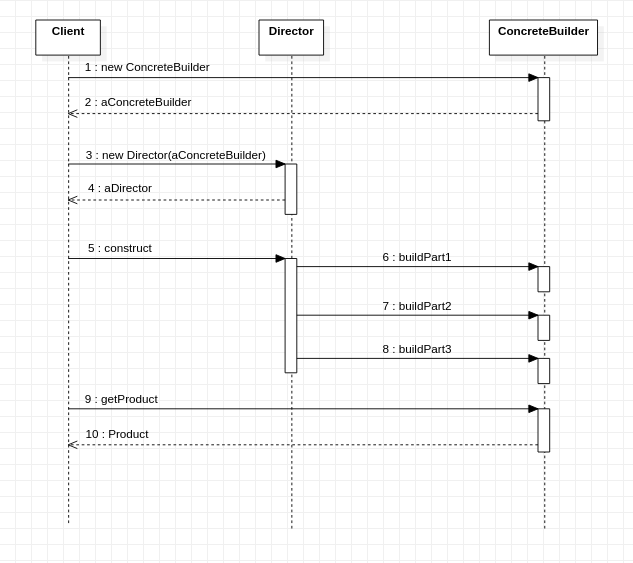 Client
Director
ConcreteBuilder
1 : new ConcreteBuilder
2 : aConcreteBuilder
3 : new Director(aConcreteBuilder)
4 : aDirector
5 : construct
6 : buildPart1
7 : buildPart2
8 : buildPart3
9 : getProduct
10 : Product